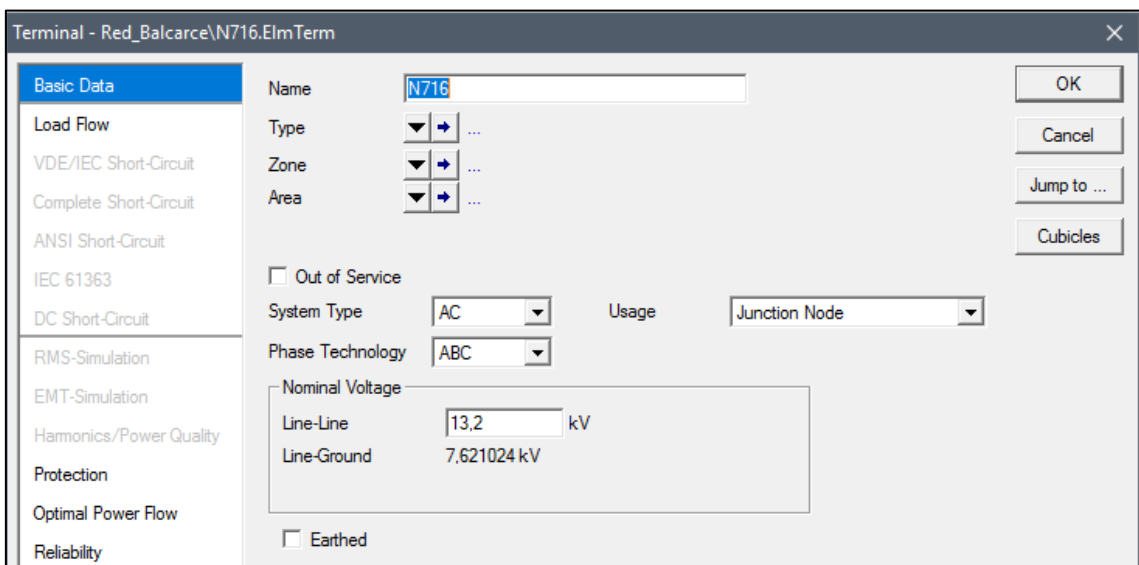 Terminal - Red_Balcarce\N716.ElmTerm
Basic Data
Load Flow
VDE/IEC Short-Circuit
Complete Short-Circuit
ANSI Short-Circuit
IEC 61363
DC Short-Circuit
RMS-Simulation
EMT-Simulation
Harmonics/Power Quality
Protection
Optimal Power Flow
Reliability
Name N716
Type ...
Zone ...
Area ...
Out of Service
System Type AC Usage Junction Node
Phase Technology ABC
Nominal Voltage
Line-Line 13,2 kV
Line-Ground 7,621024 kV
Earthed
OK
Cancel
Jump to ...
Cubicles